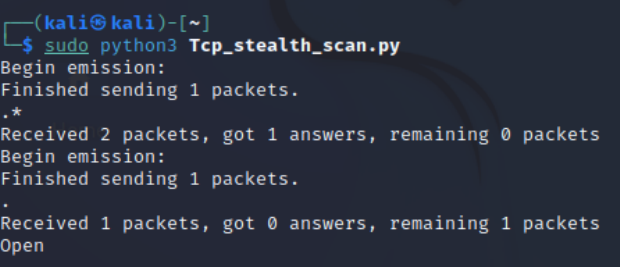 ┌──(kali㉿kali)-[~]
└─$ sudo python3 Tcp_stealth_scan.py
Begin emission:
Finished sending 1 packets.
.*
Received 2 packets, got 1 answers, remaining 0 packets
Begin emission:
Finished sending 1 packets.
.
Received 1 packets, got 0 answers, remaining 1 packets
Open